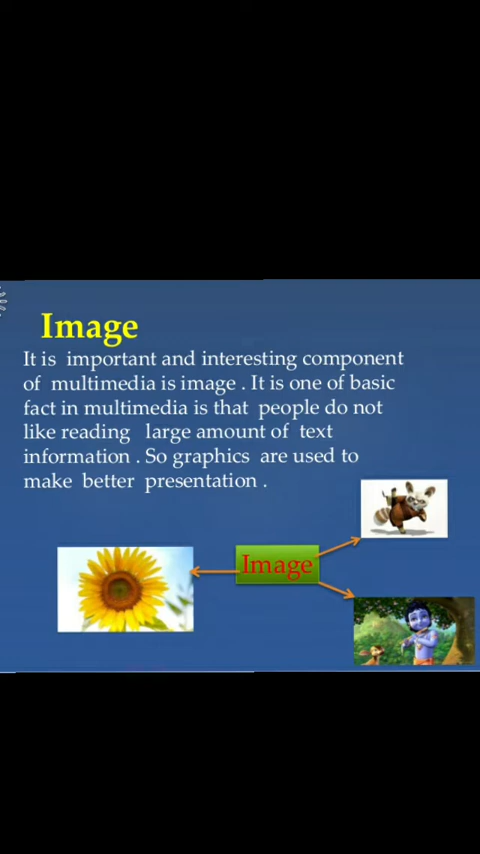 Image
It is important and interesting component
of multimedia is image . It is one of basic
fact in multimedia is that people do not
like reading large amount of text
information . So graphics are used to
make better presentation .
Image